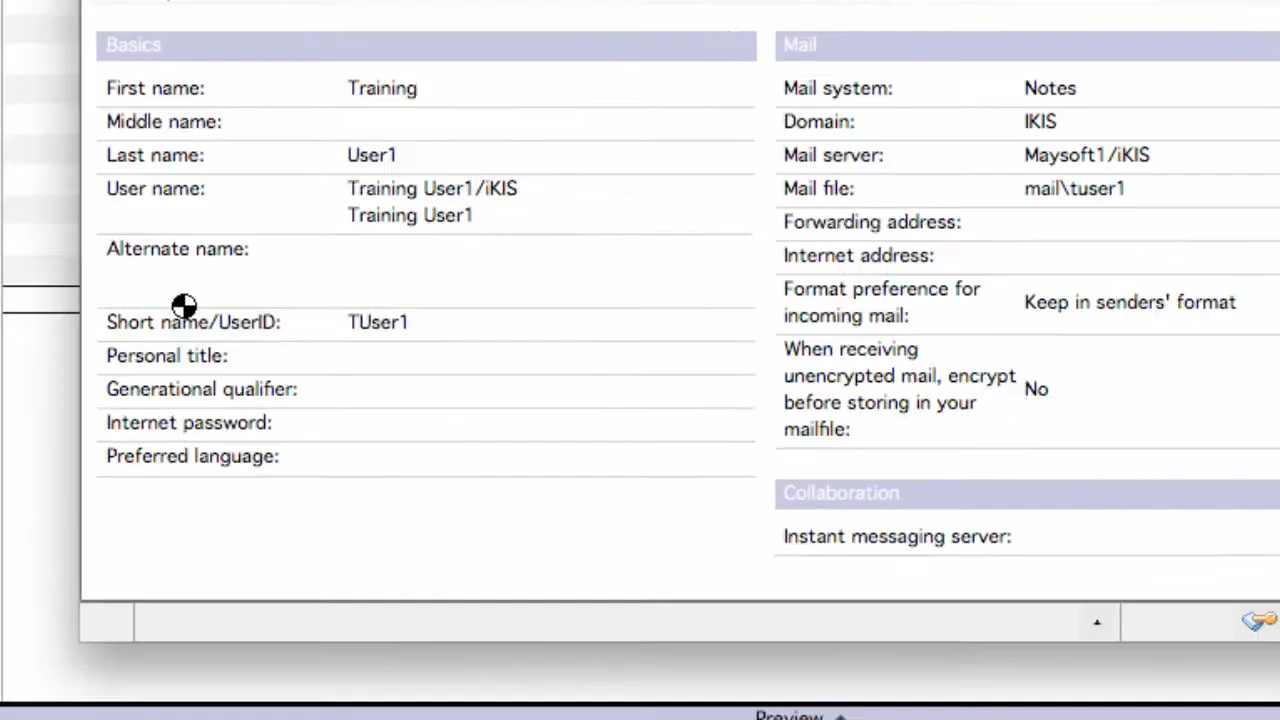 Basics
First name: Training
Middle name:
Last name: User1
User name: Training User1/iKIS
Training User1
Alternate name:
Short name/UserID: TUser1
Personal title:
Generational qualifier:
Internet password:
Preferred language:
Mail
Mail system: Notes
Domain: IKIS
Mail server: Maysoft1/iKIS
Mail file: mail\tuser1
Forwarding address:
Internet address:
Format preference for
incoming mail: Keep in senders' format
When receiving
unencrypted mail, encrypt
before storing in your
mailfile: No
Collaboration
Instant messaging server:
Preview